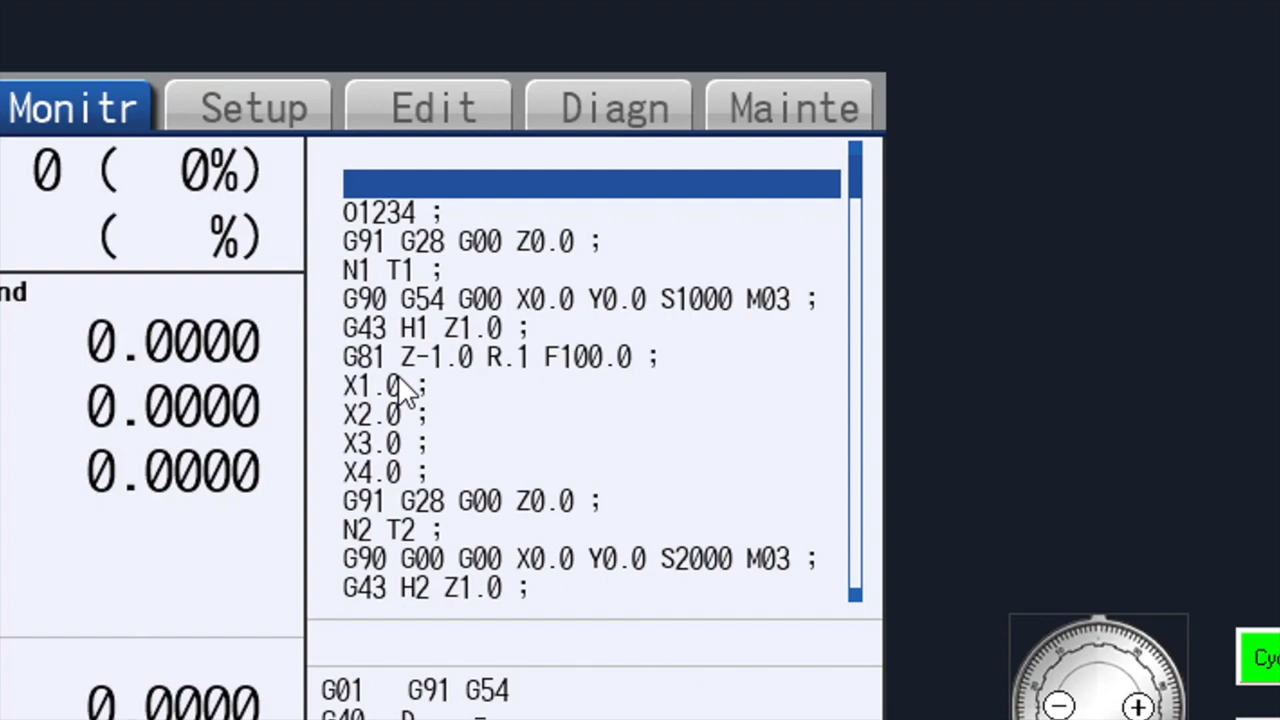 Monitr Setup Edit Diagn Mainte
0 ( 0%)
( %)
nd
0.0000
0.0000
0.0000
0.0000
O1234 ;
G91 G28 G00 Z0.0 ;
N1 T1 ;
G90 G54 G00 X0.0 Y0.0 S1000 M03 ;
G43 H1 Z1.0 ;
G81 Z-1.0 R.1 F100.0 ;
X1.0 ;
X2.0 ;
X3.0 ;
X4.0 ;
G91 G28 G00 Z0.0 ;
N2 T2 ;
G90 G00 G00 X0.0 Y0.0 S2000 M03 ;
G43 H2 Z1.0 ;
G01 G91 G54
G40 D
Cyc